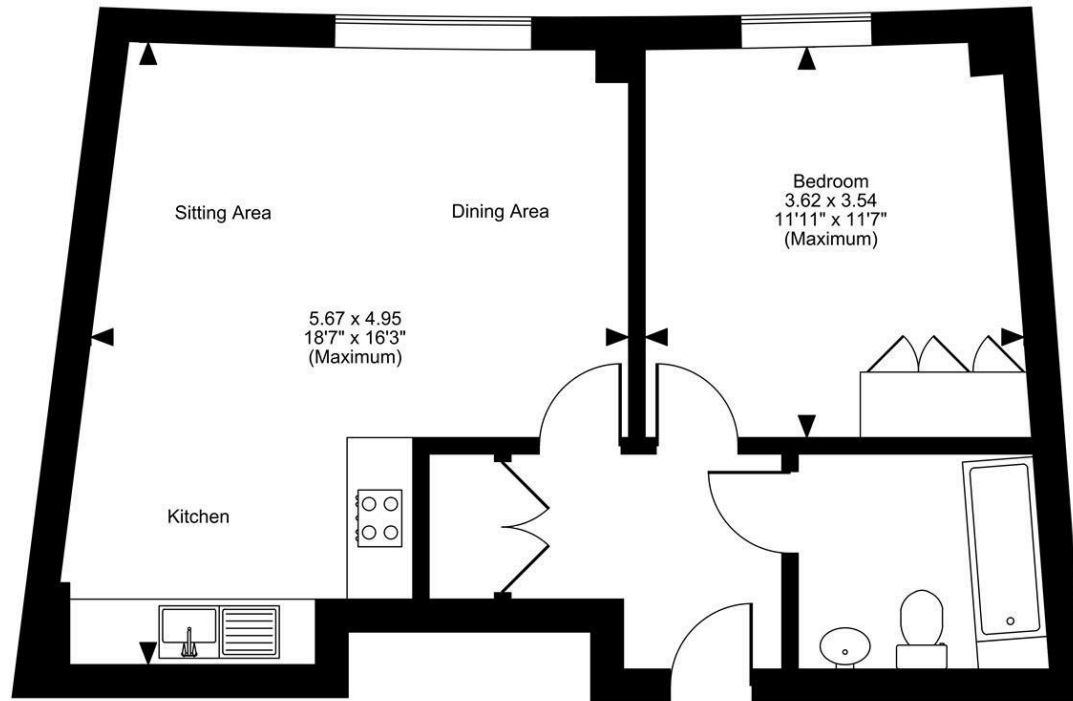 Sitting Area
Dining Area
5.67 x 4.95
18'7" x 16'3"
(Maximum)
Kitchen
Bedroom
3.62 x 3.54
11'11" x 11'7"
(Maximum)